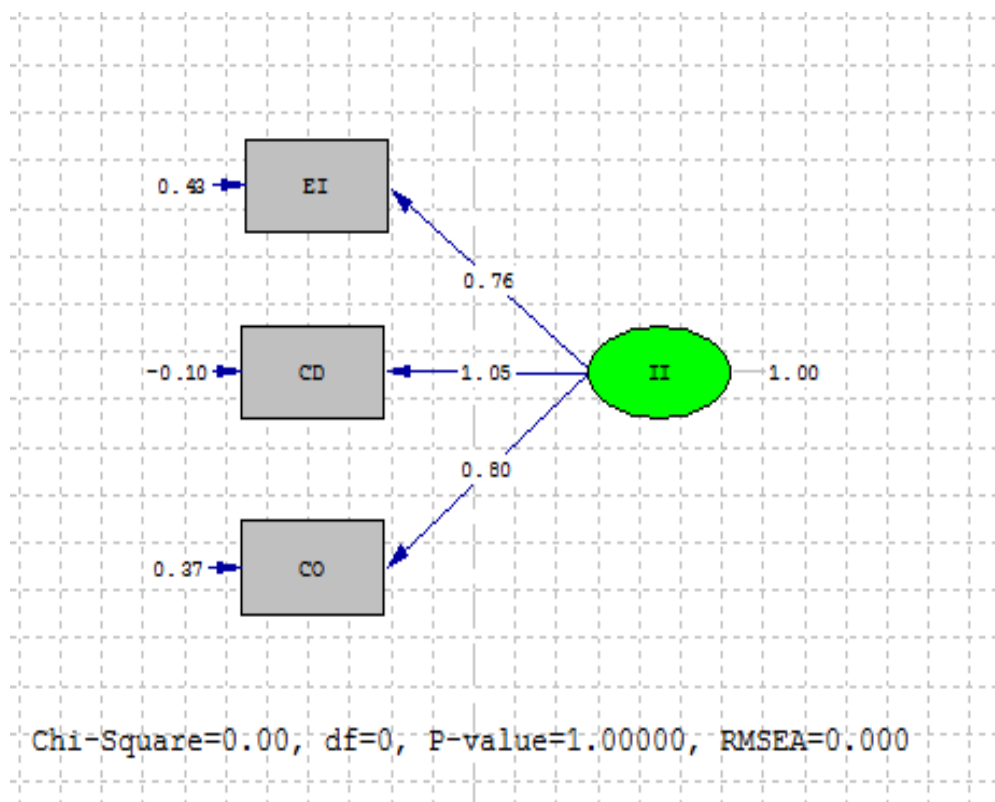 0.43 EI
0.76
-0.10 CD 1.05 II 1.00
0.80
0.37 CO
Chi-Square=0.00, df=0, P-value=1.00000, RMSEA=0.000